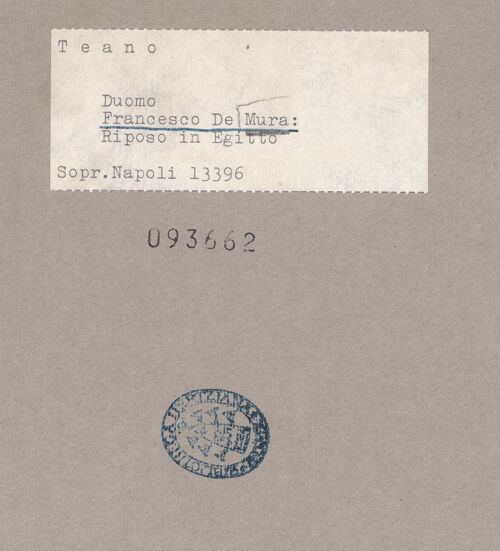 Teano
Duomo
Francesco De Mura:
Riposo in Egitto
Sopr.Napoli 13396
093662